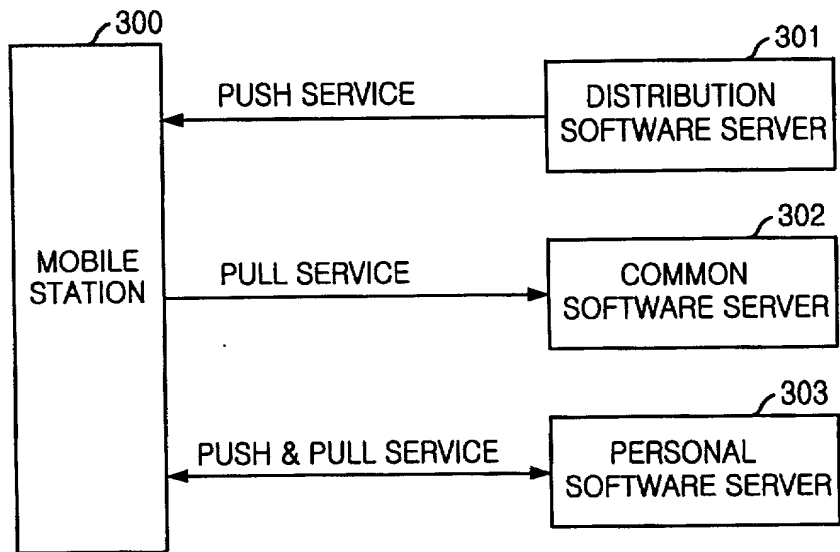 300
301
PUSH SERVICE
DISTRIBUTION
SOFTWARE SERVER
302
MOBILE
STATION
PULL SERVICE
COMMON
SOFTWARE SERVER
303
PUSH & PULL SERVICE
PERSONAL
SOFTWARE SERVER